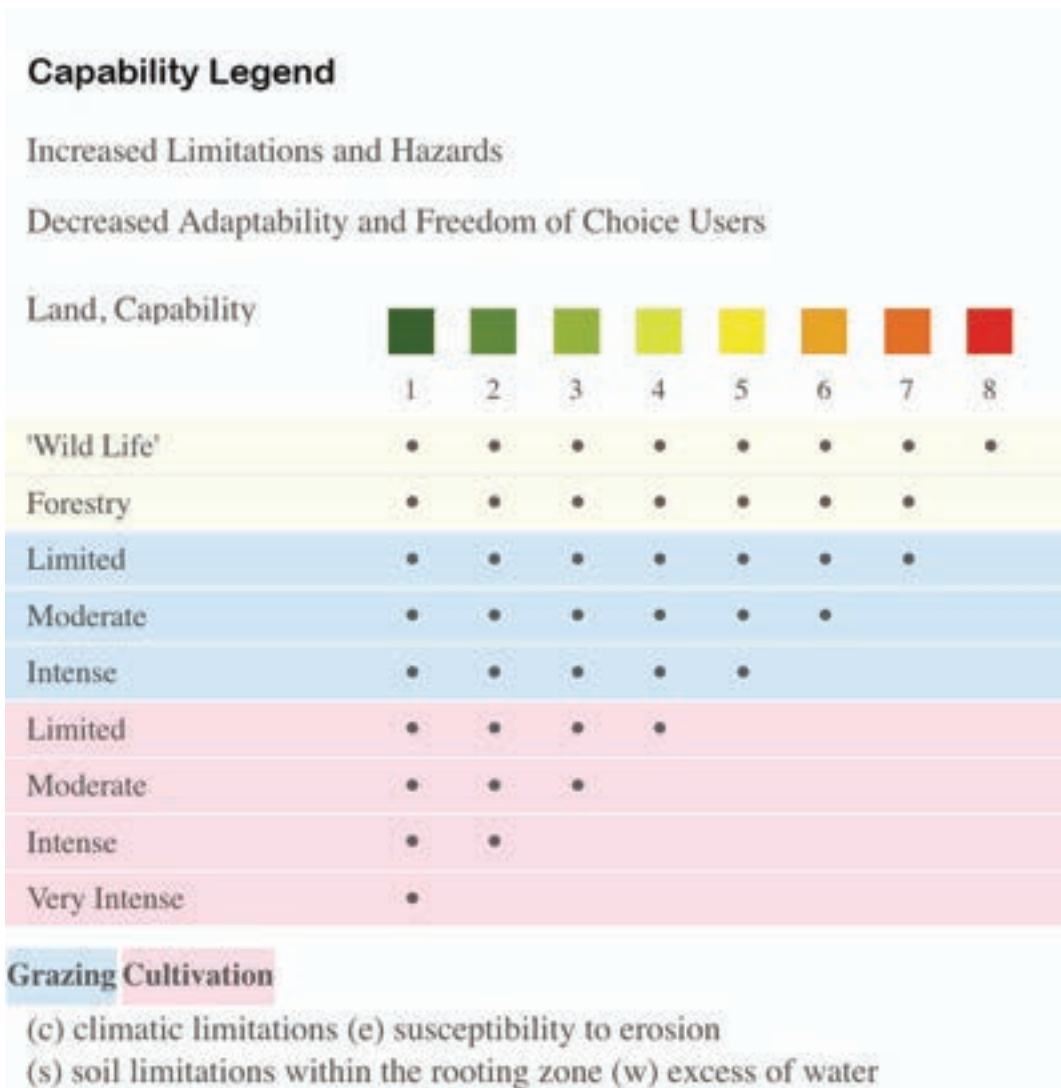 Capability Legend
Increased Limitations and Hazards
Decreased Adaptability and Freedom of Choice Users
Land, Capability
1 2 3 4 5 6 7 8
'Wild Life'
Forestry
Limited
Moderate
Intense
Limited
Moderate
Intense
Very Intense
Grazing Cultivation
(c) climatic limitations (e) susceptibility to erosion
(s) soil limitations within the rooting zone (w) excess of water